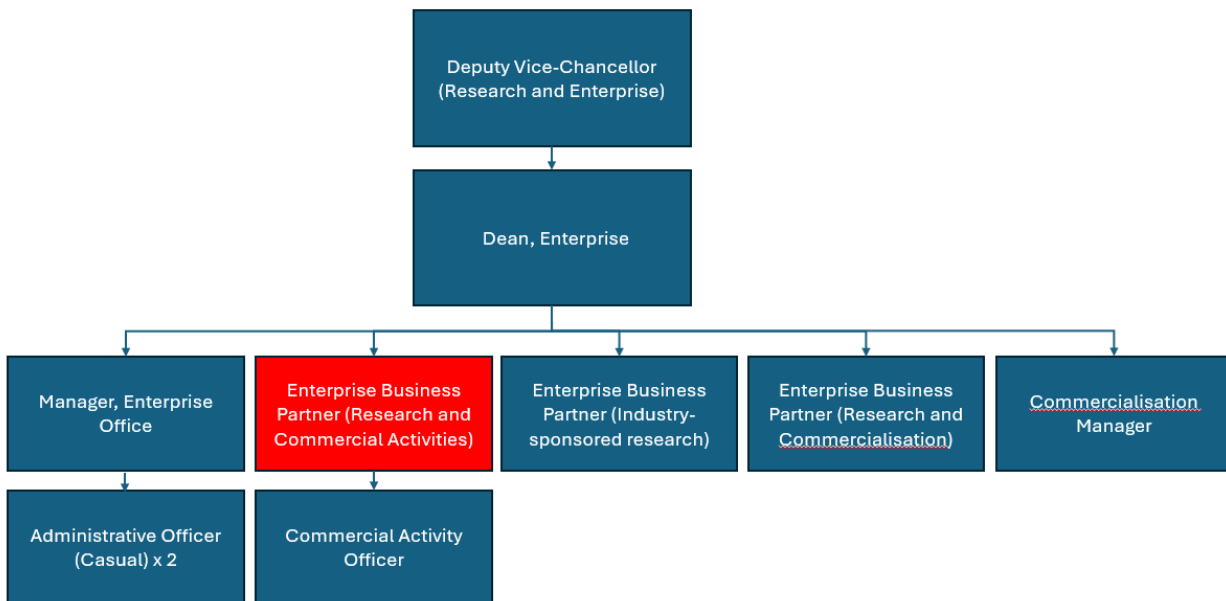 Deputy Vice-Chancellor
(Research and Enterprise)
Dean, Enterprise
Manager, Enterprise
Office
Enterprise Business
Partner (Research and
Commercial Activities)
Enterprise Business
Partner (Industry-
sponsored research)
Enterprise Business
Partner (Research and
Commercialisation)
Commercialisation
Manager
Administrative Officer
(Casual) x 2
Commercial Activity
Officer